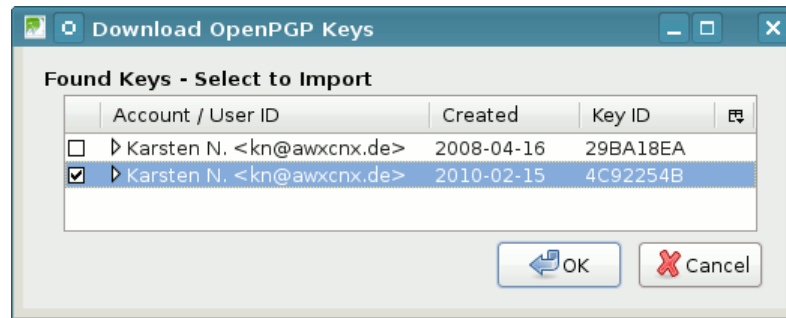 Download OpenPGP Keys
Found Keys - Select to Import
Account / User ID Created Key ID
Karsten N. <kn@awxcnx.de> 2008-04-16 29BA18EA
Karsten N. <kn@awxcnx.de> 2010-02-15 4C92254B
OK Cancel